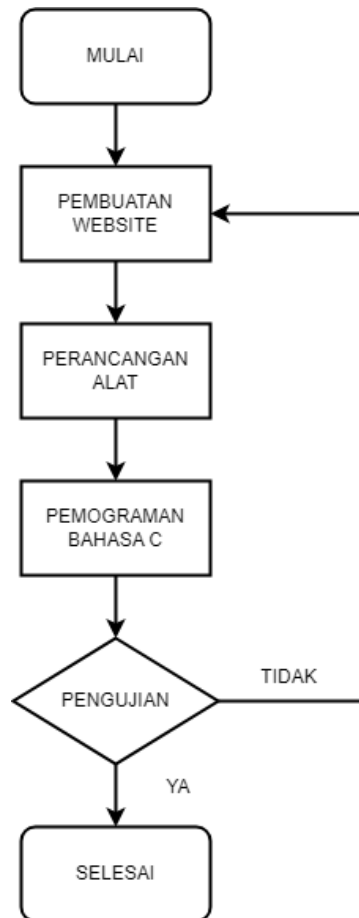 MULAI
PEMBUATAN
WEBSITE
PERANCANGAN
ALAT
PEMOGRAMAN
BAHASA C
PENGUJIAN
TIDAK
YA
SELESAI